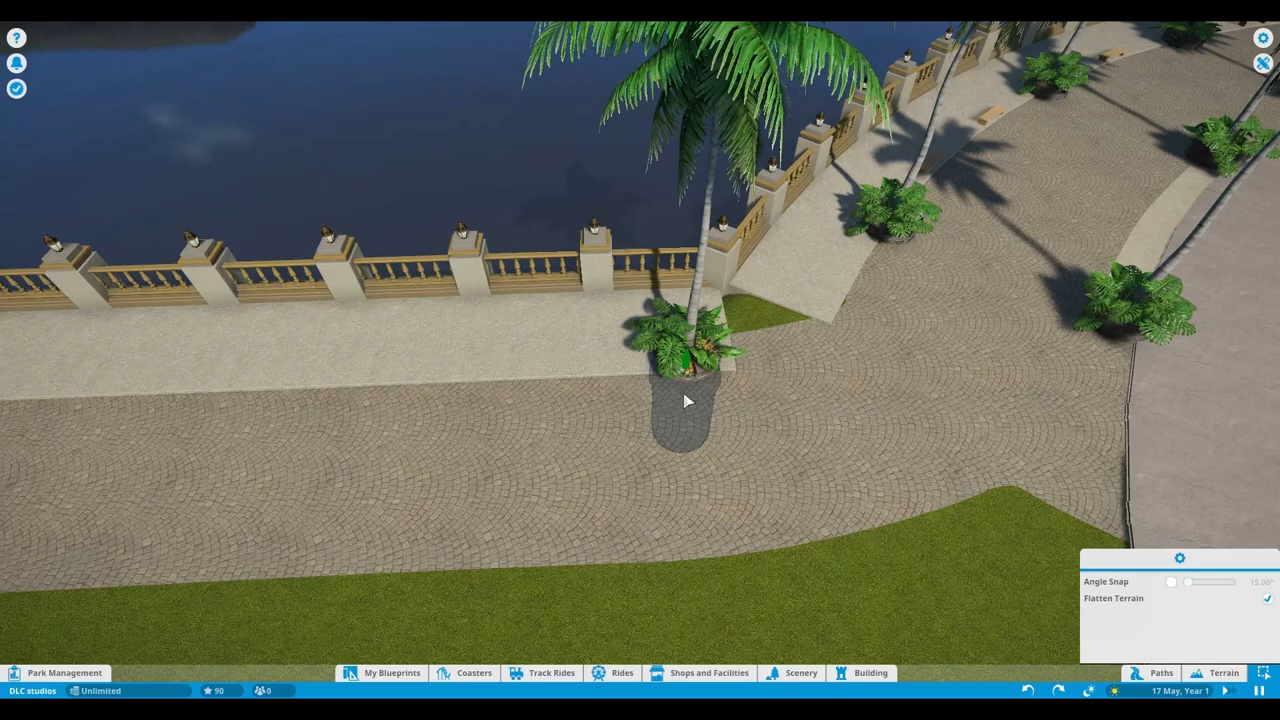 ?
Angle Snap 15.00°
Flatten Terrain
Park Management My Blueprints Coasters Track Rides Rides Shops and Facilities Scenery Building Paths Terrain
DLC studios Unlimited 90 0 17 May, Year 1